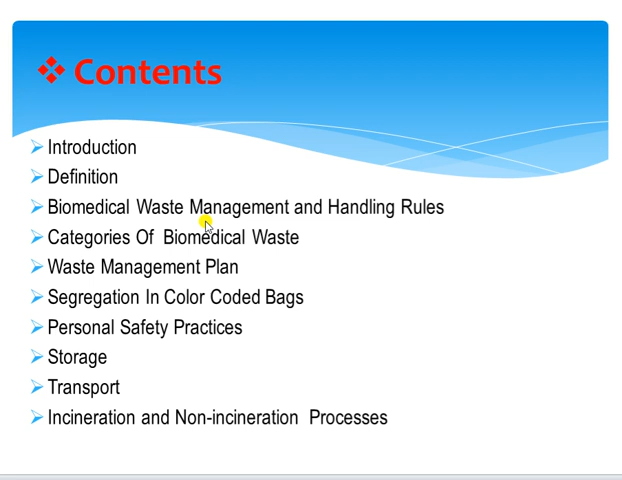 Contents
Introduction
Definition
Biomedical Waste Management and Handling Rules
Categories Of Biomedical Waste
Waste Management Plan
Segregation In Color Coded Bags
Personal Safety Practices
Storage
Transport
Incineration and Non-incineration Processes